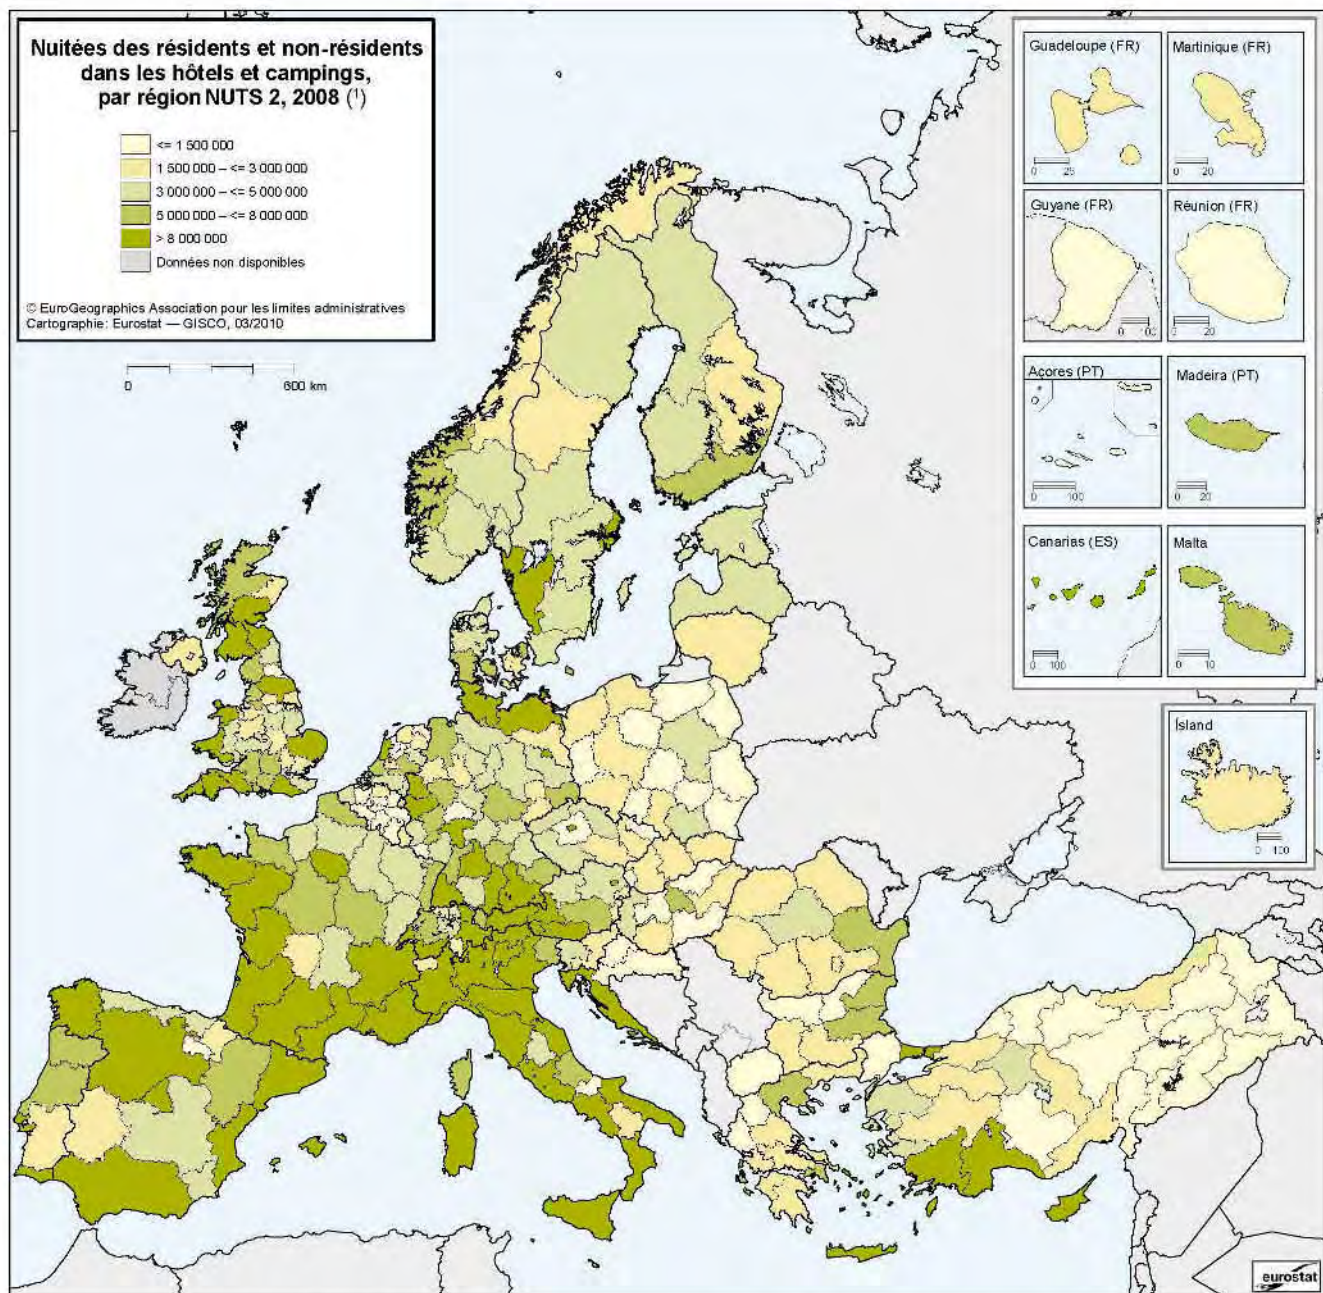 Nuitées des résidents et non-résidents
dans les hôtels et campings,
par région NUTS 2, 2008 (¹)
<= 1 500 000
1 500 000 – <= 3 000 000
3 000 000 – <= 5 000 000
5 000 000 – <= 8 000 000
> 8 000 000
Données non disponibles
© EuroGeographics Association pour les limites administratives
Cartographie: Eurostat — GISCO, 03/2010
0 600 km
Guadeloupe (FR)
0 25
Martinique (FR)
0 20
Guyane (FR)
0 100
Réunion (FR)
0 20
Açores (PT)
0 100
Madeira (PT)
0 20
Canarias (ES)
0 100
Malta
0 10
Ísland
0 100
eurostat